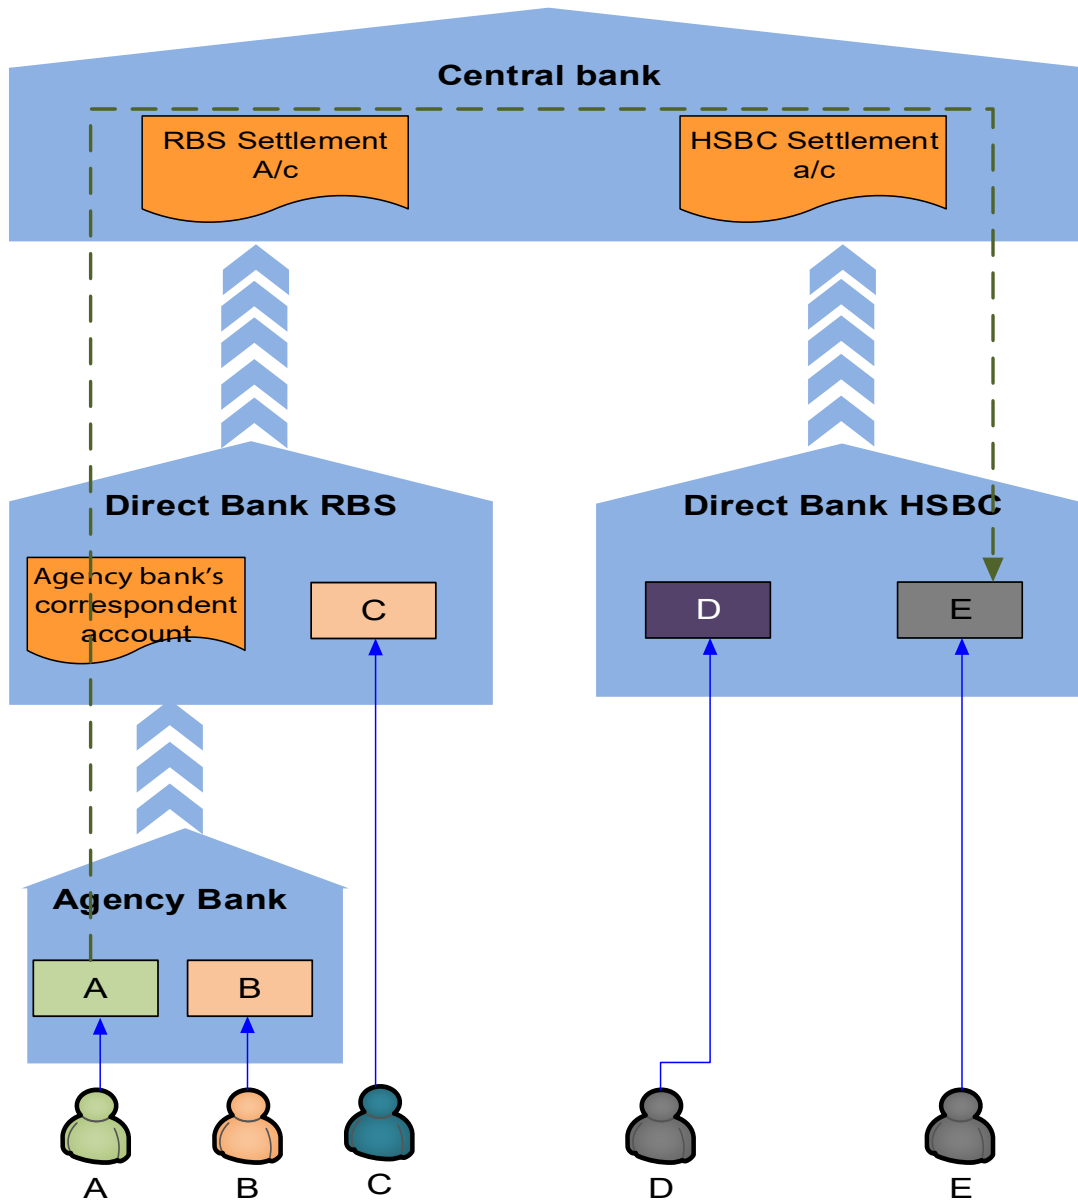 Central bank
RBS Settlement
A/c
HSBC Settlement
a/c
Direct Bank RBS
Direct Bank HSBC
Agency bank's
correspondent
account
C
D
E
Agency Bank
A
B
A
B
C
D
E